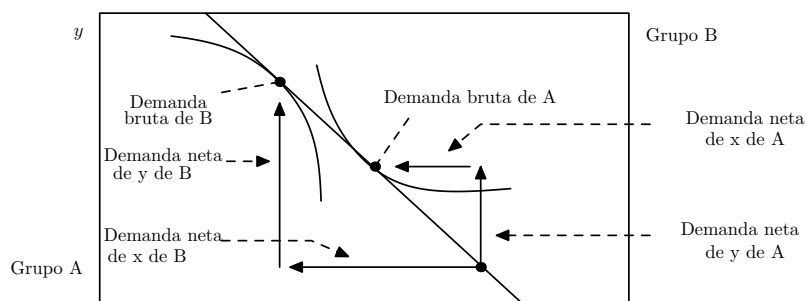 y
Grupo B
Demanda
bruta de B
Demanda bruta de A
Demanda neta
de x de A
Demanda neta
de y de B
Demanda neta
de x de B
Demanda neta
de y de A
Grupo A